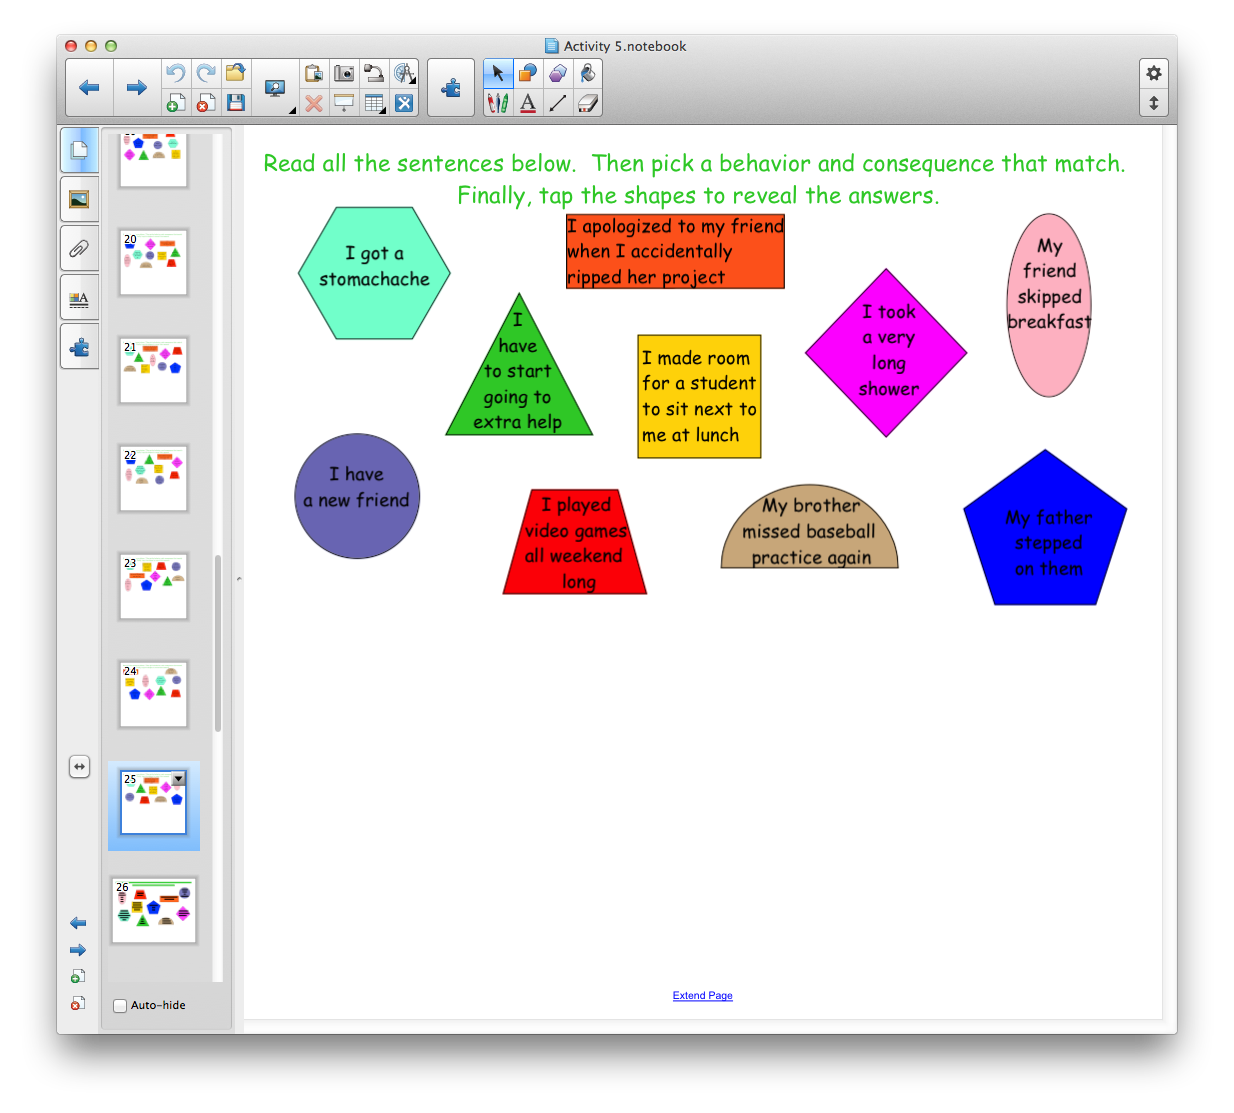 Activity 5.notebook
Read all the sentences below.  Then pick a behavior and consequence that match.
Finally, tap the shapes to reveal the answers.
I got a
stomachache
I apologized to my friend
when I accidentally
ripped her project
My
friend
skipped
breakfast
I
have
to start
going to
extra help
I made room
for a student
to sit next to
me at lunch
I took
a very
long
shower
I have
a new friend
I played
video games
all weekend
long
My brother
missed baseball
practice again
My father
stepped
on them
20
21
22
23
24
25
26
Auto-hide
Extend Page